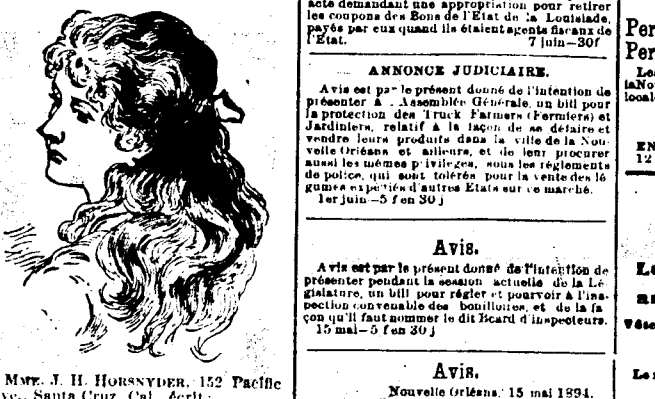 MME. J. H. HORSNYDER, 152 Pacific
Santa Cruz, Cal. écrit:
acte demandant une appropriation pour retirer
les coupons des Bons de l'Etat de la Louisiade,
payés par eux quand ils étaient agents fiscaux de
l'Etat. 7 juin—30f
ANNONCE JUDICIAIRE.
Avis est par le présent donné de l'intention de
présenter à Assemblée Générale, un bill pour
la protection des Truck Farmers (Fermiers) et
Jardiniers, relatif à la façon de se défaire et
vendre leurs produits dans la ville de la Nou-
velle Orléans et ailleurs, et de leur procurer
aussi les mêmes privilèges, sous les règlements
de police, qui sont tolérés pour la vente des lé
gumes expédiés d'autres Etats sur ce marché.
1er juin—5 f en 30 j
Avis.
Avis est par le présent donné de l'intention de
présenter pendant la session actuelle de la Lé-
gislature, un bill pour régler et pourvoir à l'ins-
pection convenable des bouilloires, et de la fa
çon qu'il faut nommer le dit Board d'inspecteurs.
15 mai—5 f en 30 j
Avis.
Nouvelle Orléans, 15 mai 1894.
Per
Per
Les
la No
locale
EN
12